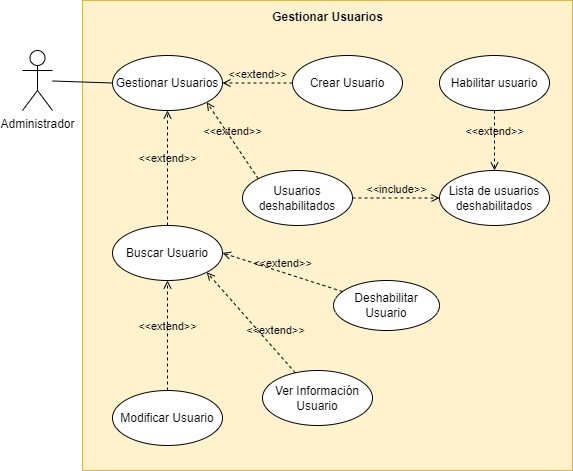 Gestionar Usuarios
Administrador
Gestionar Usuarios
<<extend>>
Crear Usuario
Habilitar usuario
<<extend>>
<<extend>>
<<extend>>
Usuarios
deshabilitados
<<include>>
Lista de usuarios
deshabilitados
Buscar Usuario
<<extend>>
Deshabilitar
Usuario
<<extend>>
<<extend>>
Modificar Usuario
Ver Información
Usuario